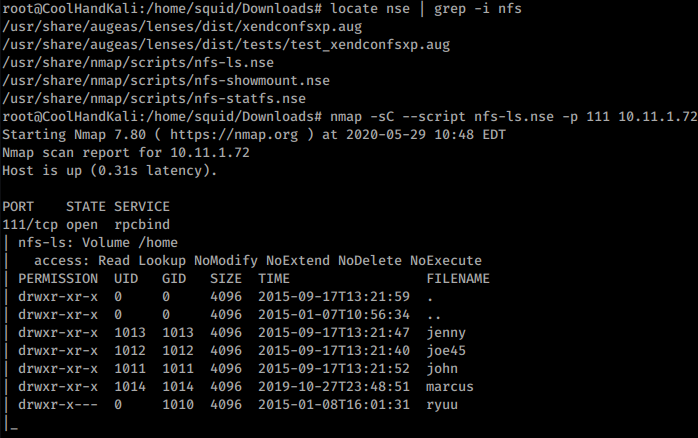 root@CoolHandKali:/home/squid/Downloads# locate nse | grep -i nfs
/usr/share/augeas/lenses/dist/xendconfsxp.aug
/usr/share/augeas/lenses/dist/tests/test_xendconfsxp.aug
/usr/share/nmap/scripts/nfs-ls.nse
/usr/share/nmap/scripts/nfs-showmount.nse
/usr/share/nmap/scripts/nfs-statfs.nse
root@CoolHandKali:/home/squid/Downloads# nmap -sC --script nfs-ls.nse -p 111 10.11.1.72
Starting Nmap 7.80 ( https://nmap.org ) at 2020-05-29 10:48 EDT
Nmap scan report for 10.11.1.72
Host is up (0.31s latency).

PORT    STATE SERVICE
111/tcp open  rpcbind
| nfs-ls: Volume /home
|   access: Read Lookup NoModify NoExtend NoDelete NoExecute
| PERMISSION  UID   GID   SIZE  TIME                 FILENAME
| drwxr-xr-x  0     0     4096  2015-09-17T13:21:59  .
| drwxr-xr-x  0     0     4096  2015-01-07T10:56:34  ..
| drwxr-xr-x  1013  1013  4096  2015-09-17T13:21:47  jenny
| drwxr-xr-x  1012  1012  4096  2015-09-17T13:21:40  joe45
| drwxr-xr-x  1011  1011  4096  2015-09-17T13:21:52  john
| drwxr-xr-x  1014  1014  4096  2019-10-27T23:48:51  marcus
| drwxr-x---  0     1010  4096  2015-01-08T16:01:31  ryuu
|_